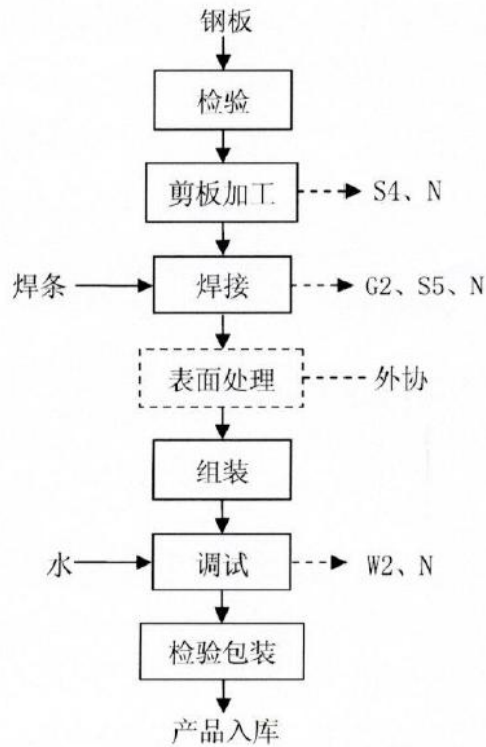 钢板
检验
剪板加工
S4、N
焊条
焊接
G2、S5、N
表面处理
外协
组装
水
调试
W2、N
检验包装
产品入库